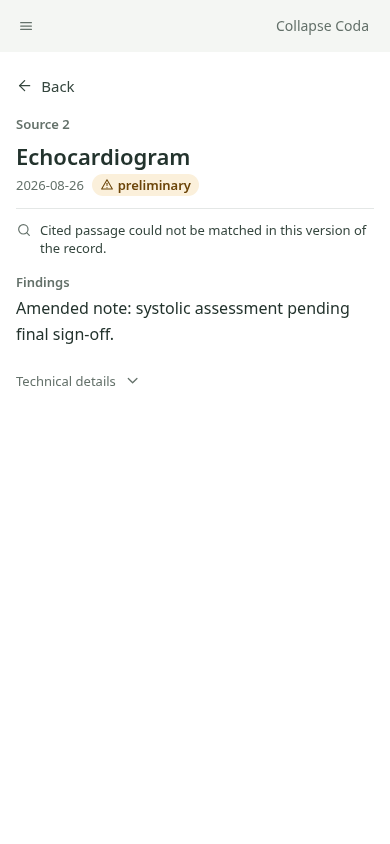 Collapse Coda
Back
Source 2
Echocardiogram
2026-08-26 preliminary
Cited passage could not be matched in this version of
the record.
Findings
Amended note: systolic assessment pending
final sign-off.
Technical details